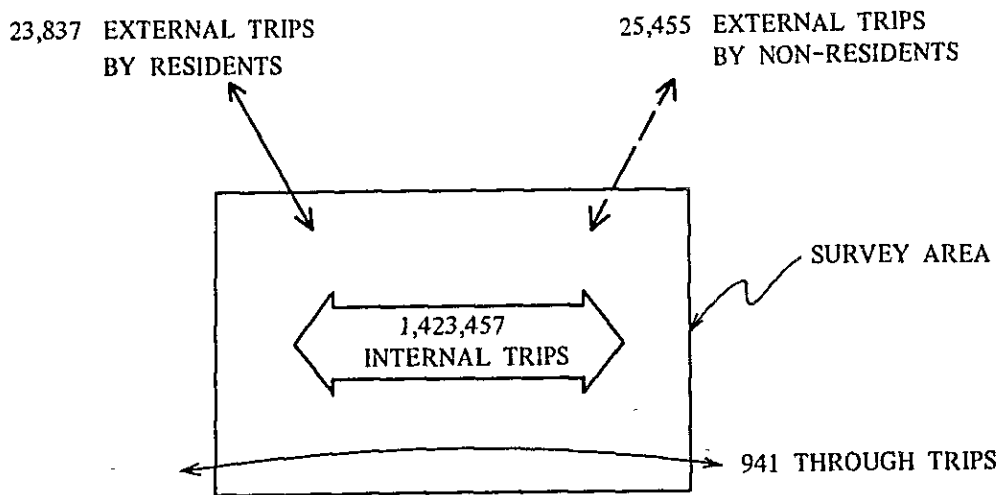 23,837 EXTERNAL TRIPS
BY RESIDENTS
25,455 EXTERNAL TRIPS
BY NON-RESIDENTS
SURVEY AREA
1,423,457
INTERNAL TRIPS
941 THROUGH TRIPS